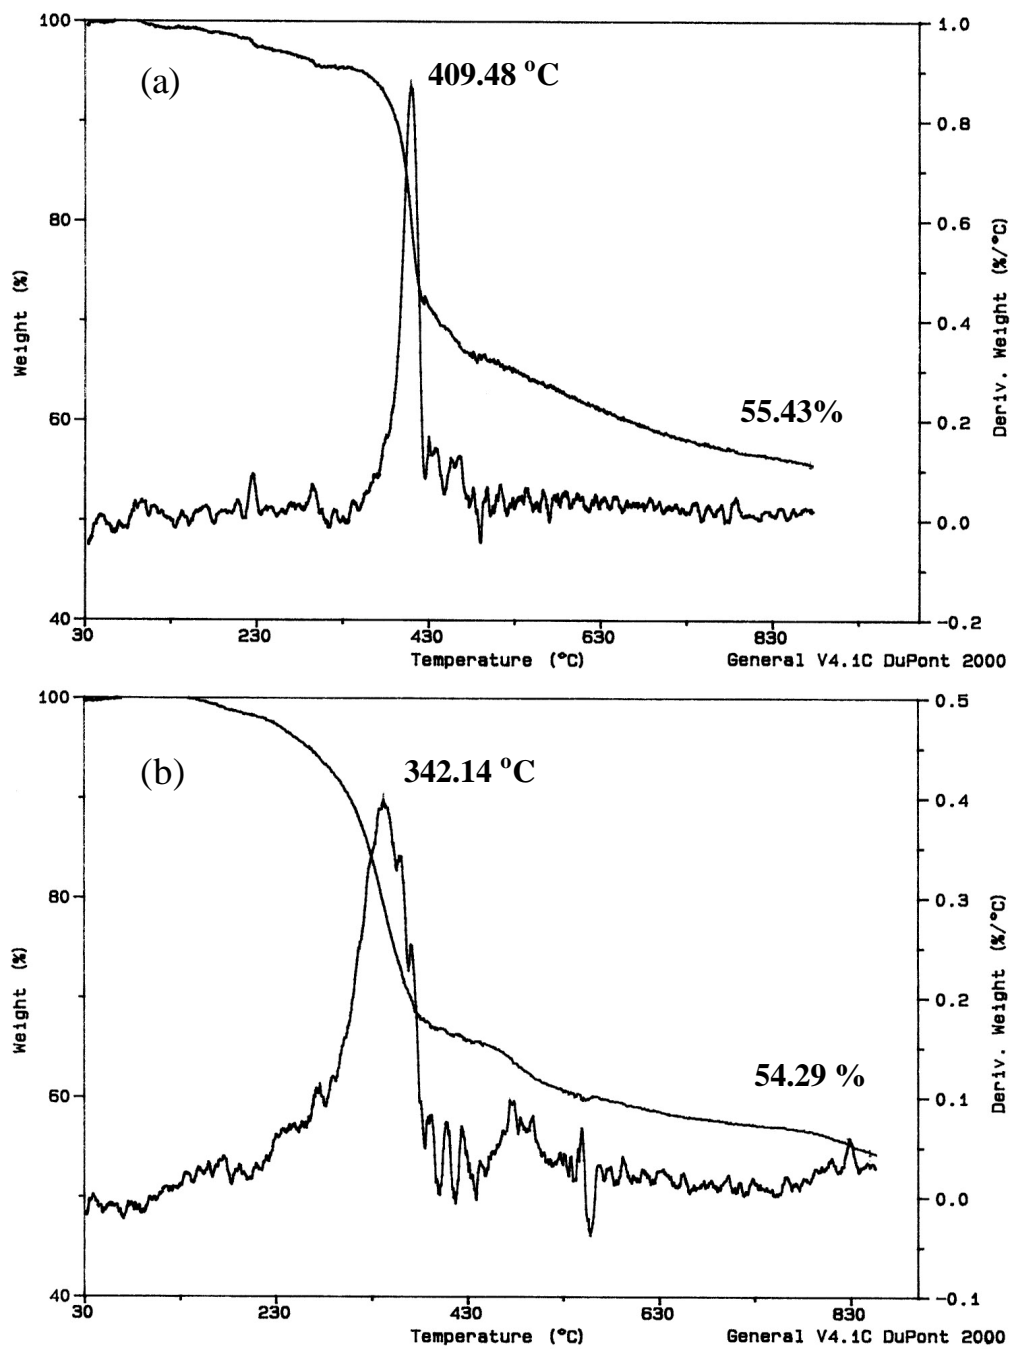 (a)
409.48 °C
55.43%
100
80
60
40
Weight (%)
1.0
0.8
0.6
0.4
0.2
0.0
-0.2
Deriv. Weight (%/°C)
30 230 430 630 830
Temperature (°C) General V4.1C DuPont 2000
(b)
342.14 °C
54.29 %
100
80
60
40
Weight (%)
0.5
0.4
0.3
0.2
0.1
0.0
-0.1
Deriv. Weight (%/°C)
30 230 430 630 830
Temperature (°C) General V4.1C DuPont 2000